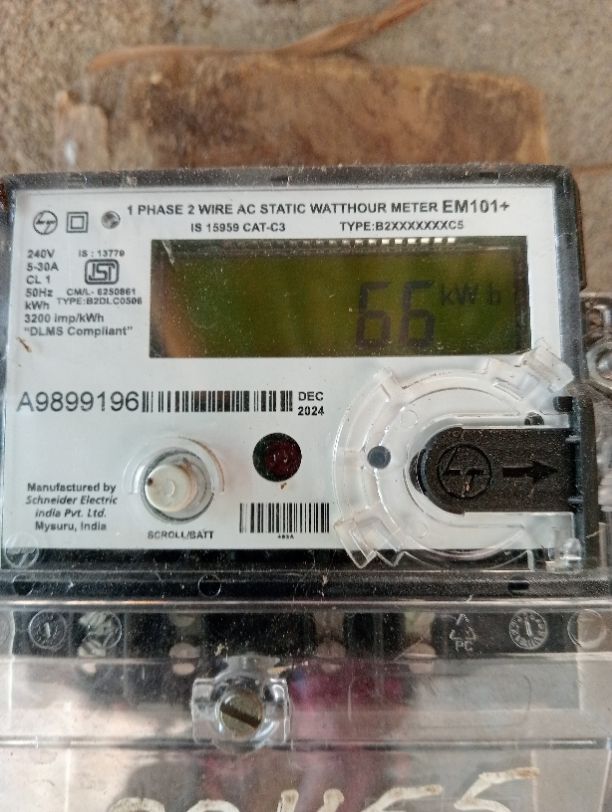 1 PHASE 2 WIRE AC STATIC WATTHOUR METER EM101+
IS 15959 CAT-C3 TYPE:B2XXXXXXXC5
240V IS : 13779
5-30A
CL 1
50Hz CM/L- 6250861
kWh TYPE:B2DLC0506
3200 imp/kWh
"DLMS Compliant"
66 kWh
A9899196
DEC
2024
Manufactured by
Schneider Electric
India Pvt. Ltd.
Mysuru, India
SCROLL/BATT
PC